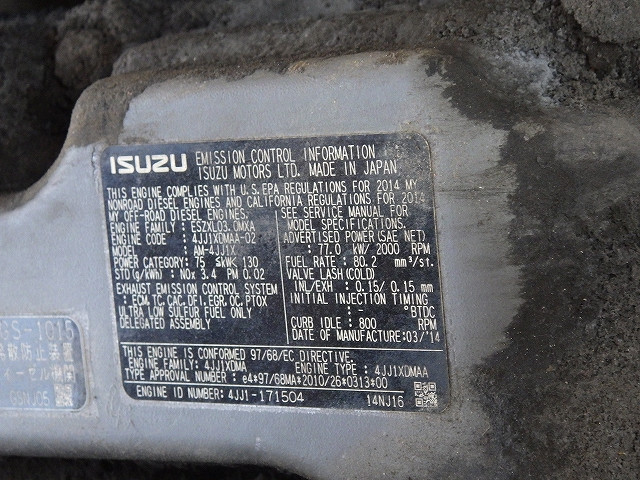 ISUZU EMISSION CONTROL INFORMATION
ISUZU MOTORS LTD. MADE IN JAPAN
THIS ENGINE COMPLIES WITH U.S.EPA REGULATIONS FOR 2014 MY
NONROAD DIESEL ENGINES AND CALIFORNIA REGULATIONS FOR 2014
MY OFF-ROAD DIESEL ENGINES.
ENGINE FAMILY : ESZXL03.0MXA
ENGINE CODE : 4JJ1XDMAA-02
MODEL : AM-4JJ1X
POWER CATEGORY: 75 ≤kW< 130
STD(g/kWh) : NOx 3.4 PM 0.02
EXHAUST EMISSION CONTROL SYSTEM
: ECM,TC,CAC,DFI,EGR,OC,PTOX
ULTRA LOW SULFUR FUEL ONLY
DELEGATED ASSEMBLY
SEE SERVICE MANUAL FOR
MODEL SPECIFICATIONS.
ADVERTISED POWER(SAE NET)
: 77.0 kW/ 2000 RPM
FUEL RATE: 80.2 mm³/st.
VALVE LASH(COLD)
IN/EXH : 0.15/ 0.15 mm
INITIAL INJECTION TIMING
: - °BTDC
CURB IDLE: 800 RPM
DATE OF MANUFACTURE:03/'14
THIS ENGINE IS CONFORMED 97/68/EC DIRECTIVE.
ENGINE FAMILY:4JJ1XDMA ENGINE TYPE : 4JJ1XDMAA
TYPE APPROVAL NUMBER : e4*97/68MA*2010/26*0313*00
ENGINE ID NUMBER: 4JJ1-171504 14NJ16
GS-1015
GSNJ05